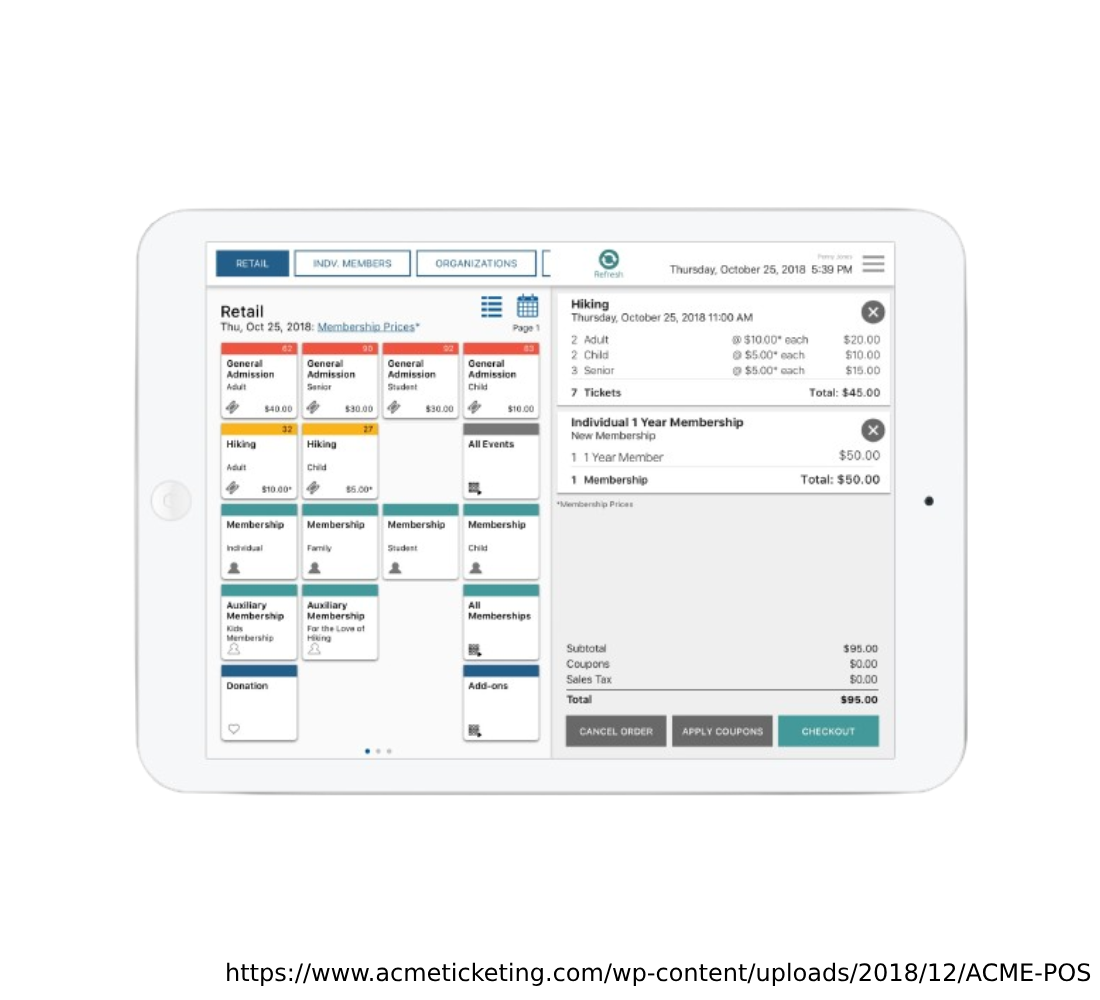 RETAIL INDV. MEMBERS ORGANIZATIONS
Refresh
Perry Jones
Thursday, October 25, 2018 5:39 PM
Retail
Thu, Oct 25, 2018: Membership Prices*
Page 1
62 90 92 83
General Admission Adult $40.00
General Admission Senior $30.00
General Admission Student $30.00
General Admission Child $10.00
32 27
Hiking Adult $10.00*
Hiking Child $5.00*
All Events
Membership Individual
Membership Family
Membership Student
Membership Child
Auxiliary Membership Kids Membership
Auxiliary Membership For the Love of Hiking
All Memberships
Donation
Add-ons
Hiking
Thursday, October 25, 2018 11:00 AM
2 Adult @ $10.00* each $20.00
2 Child @ $5.00* each $10.00
3 Senior @ $5.00* each $15.00
7 Tickets Total: $45.00
Individual 1 Year Membership
New Membership
1 1 Year Member $50.00
1 Membership Total: $50.00
*Membership Prices
Subtotal $95.00
Coupons $0.00
Sales Tax $0.00
Total $95.00
CANCEL ORDER APPLY COUPONS CHECKOUT
https://www.acmeticketing.com/wp-content/uploads/2018/12/ACME-POS